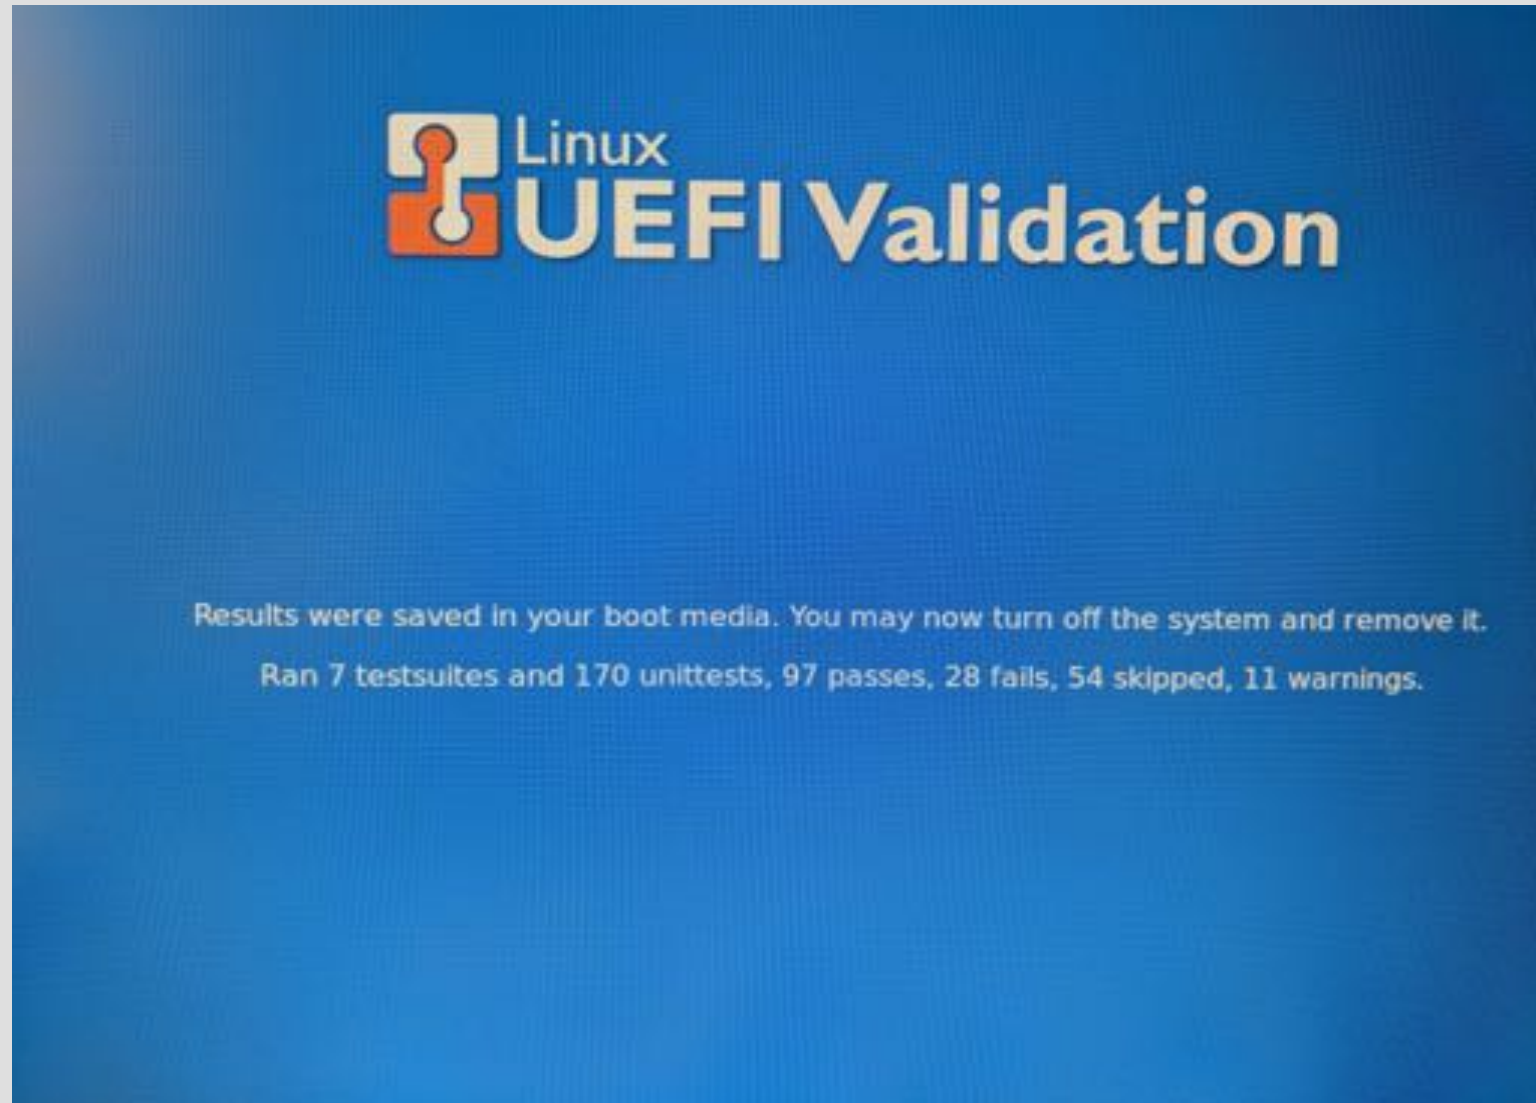 Linux
UEFI Validation
Results were saved in your boot media. You may now turn off the system and remove it.
Ran 7 testsuites and 170 unittests, 97 passes, 28 fails, 54 skipped, 11 warnings.